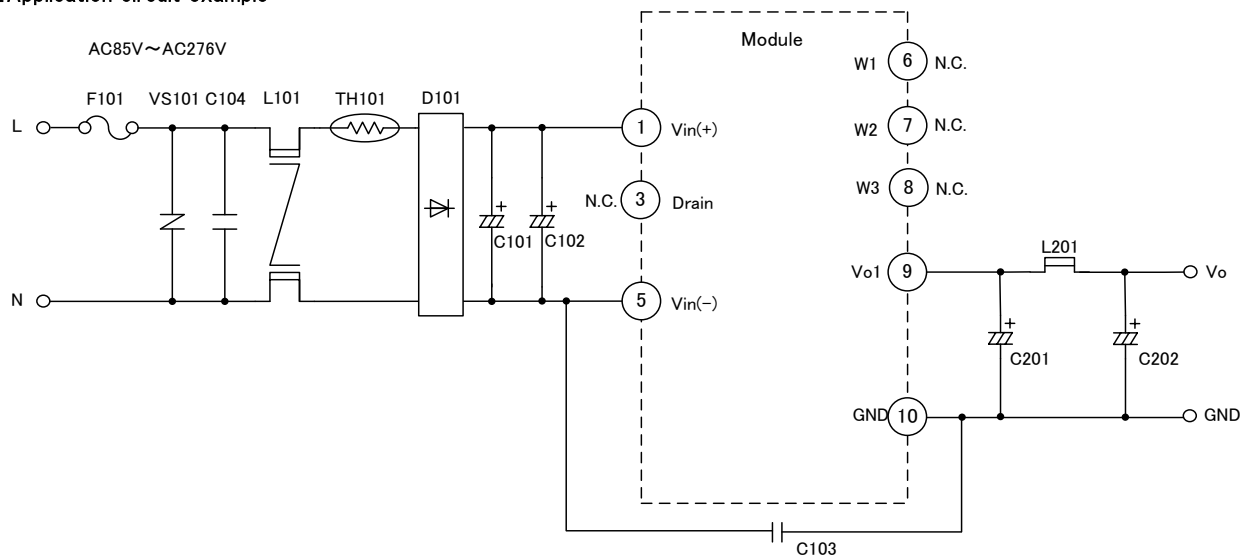 Application circuit example
AC85V～AC276V
Module
F101 VS101 C104 L101 TH101 D101
L
N
C101
C102
1 Vin(+)
N.C. 3 Drain
5 Vin(-)
W1 6 N.C.
W2 7 N.C.
W3 8 N.C.
Vo1 9
L201
Vo
C201
C202
GND 10
GND
C103